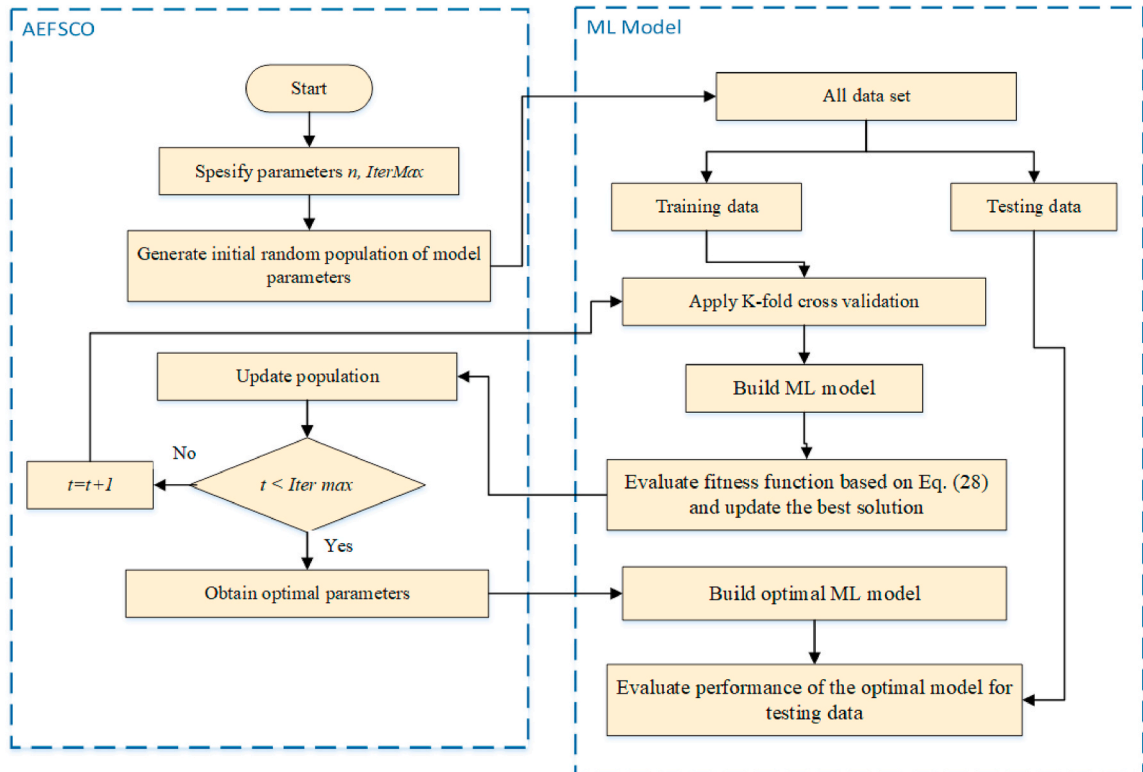 AEFSCO
Start
Spesify parameters n, IterMax
Generate initial random population of model
parameters
Update population
No
t=t+1
t < Iter max
Yes
Obtain optimal parameters
ML Model
All data set
Training data
Testing data
Apply K-fold cross validation
Build ML model
Evaluate fitness function based on Eq. (28)
and update the best solution
Build optimal ML model
Evaluate performance of the optimal model for
testing data